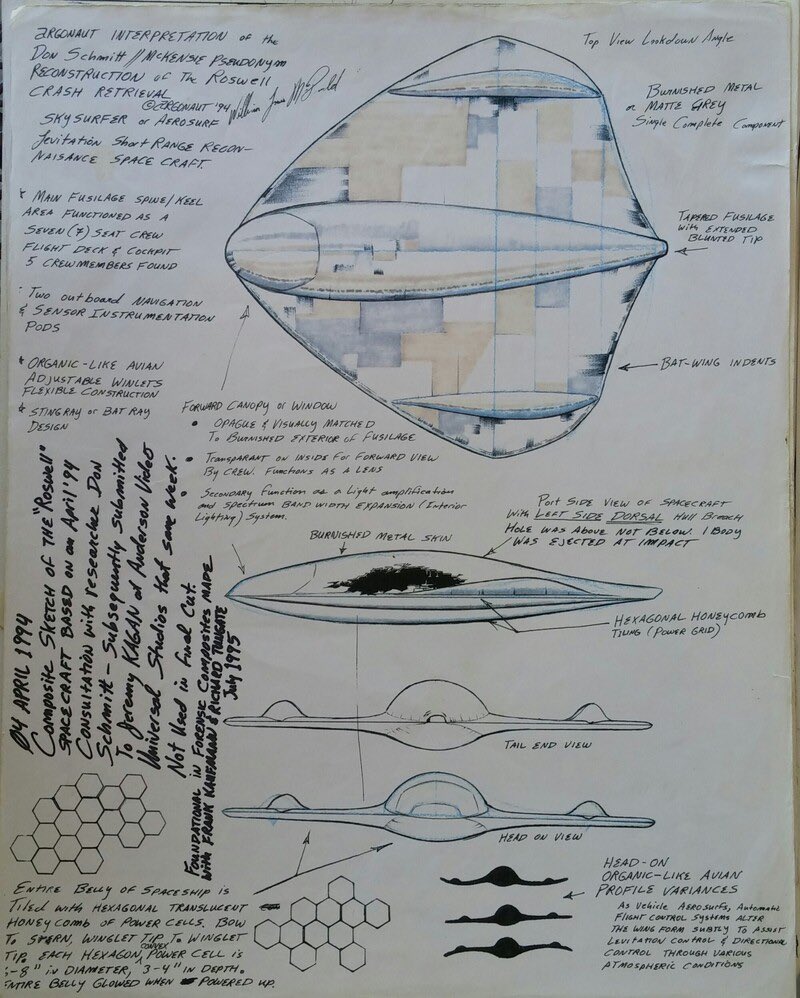 ARGONAUT INTERPRETATION of the
DON SCHMITT // MCKENSIE PSEUDONYM
RECONSTRUCTION of The ROSWELL
CRASH RETRIEVAL
©ARGONAUT '94
SKYSURFER or AEROSURF
Levitation Short RANGE RECON-
NAISANCE SPACE CRAFT.
* MAIN FUSILAGE SPINE/KEEL
AREA FUNCTIONED AS A
SEVEN (7) SEAT CREW
FLIGHT DECK & COCKPIT
5 CREWMEMBERS FOUND
Two outboard NAVIGATION
& SENSOR INSTRUMENTATION
PODS
* ORGANIC-LIKE AVIAN
ADJUSTABLE WINLETS
FLEXIBLE CONSTRUCTION
* STINGRAY or BAT RAY
DESIGN
Top View Lookdown Angle
BURNISHED METAL
or MATTE GREY
Single Complete Component
TAPERED FUSILAGE
with EXTENDED
BLUNTED TIP
BAT-WING INDENTS
FORWARD CANOPY or WINDOW
• OPAGUE & VISUALLY MATCHED
To BURNISHED EXTERIOR of FUSILAGE
• TRANSPARANT ON INSIDE FOR FORWARD VIEW
BY CREW. FUNCTIONS AS A LENS
• SECONDARY FUNCTION as a Light amplification
and SPECTRUM BAND WIDTH EXPANSION (Interior
Lighting) System.
BURNISHED METAL SKIN
PORT SIDE VIEW OF SPACECRAFT
With LEFT SIDE DORSAL Hull Breach
HOLE WAS ABOVE NOT BELOW. 1 BODY
WAS EJECTED AT IMPACT
HEXAGONAL HONEYCOMB
TILING (POWER GRID)
TAIL END VIEW
HEAD ON VIEW
04 APRIL 1994
Composite SKETCH OF THE "ROSWELL"
SPACECRAFT BASED ON an April '94
CONSULTATION with researcher DON
Schmitt - Subsequently submitted
To Jeremy KAGAN at Anderson Video
Universal Studios that same week.
Not Used in Final Cut.
FOUNDATIONAL in FORENSIC COMPOSITES MADE
with FRANK KAUFMANN & RICHARD TUNGATE
July 1995
ENTIRE BELLY OF SPACESHIP is
TILED WITH HEXAGONAL TRANSLUCENT
HONEYCOMB OF POWER CELLS. BOW
TO STERN, WINGLET TIP To WINGLET
TIP. EACH HEXAGON, CONVEX POWER CELL is
-8" IN DIAMETER, 3-4" IN DEPTH.
ENTIRE BELLY GLOWED WHEN POWERED UP.
HEAD-ON
ORGANIC-LIKE AVIAN
PROFILE VARIANCES
AS VEHICLE AEROSURFS, AUTOMATIC
FLIGHT CONTROL SYSTEMS ALTER
THE WING FORM SUBTLY TO ASSIST
LEVITATION CONTROL & DIRECTIONAL
CONTROL THROUGH VARIOUS
ATMOSPHERIC CONDITIONS